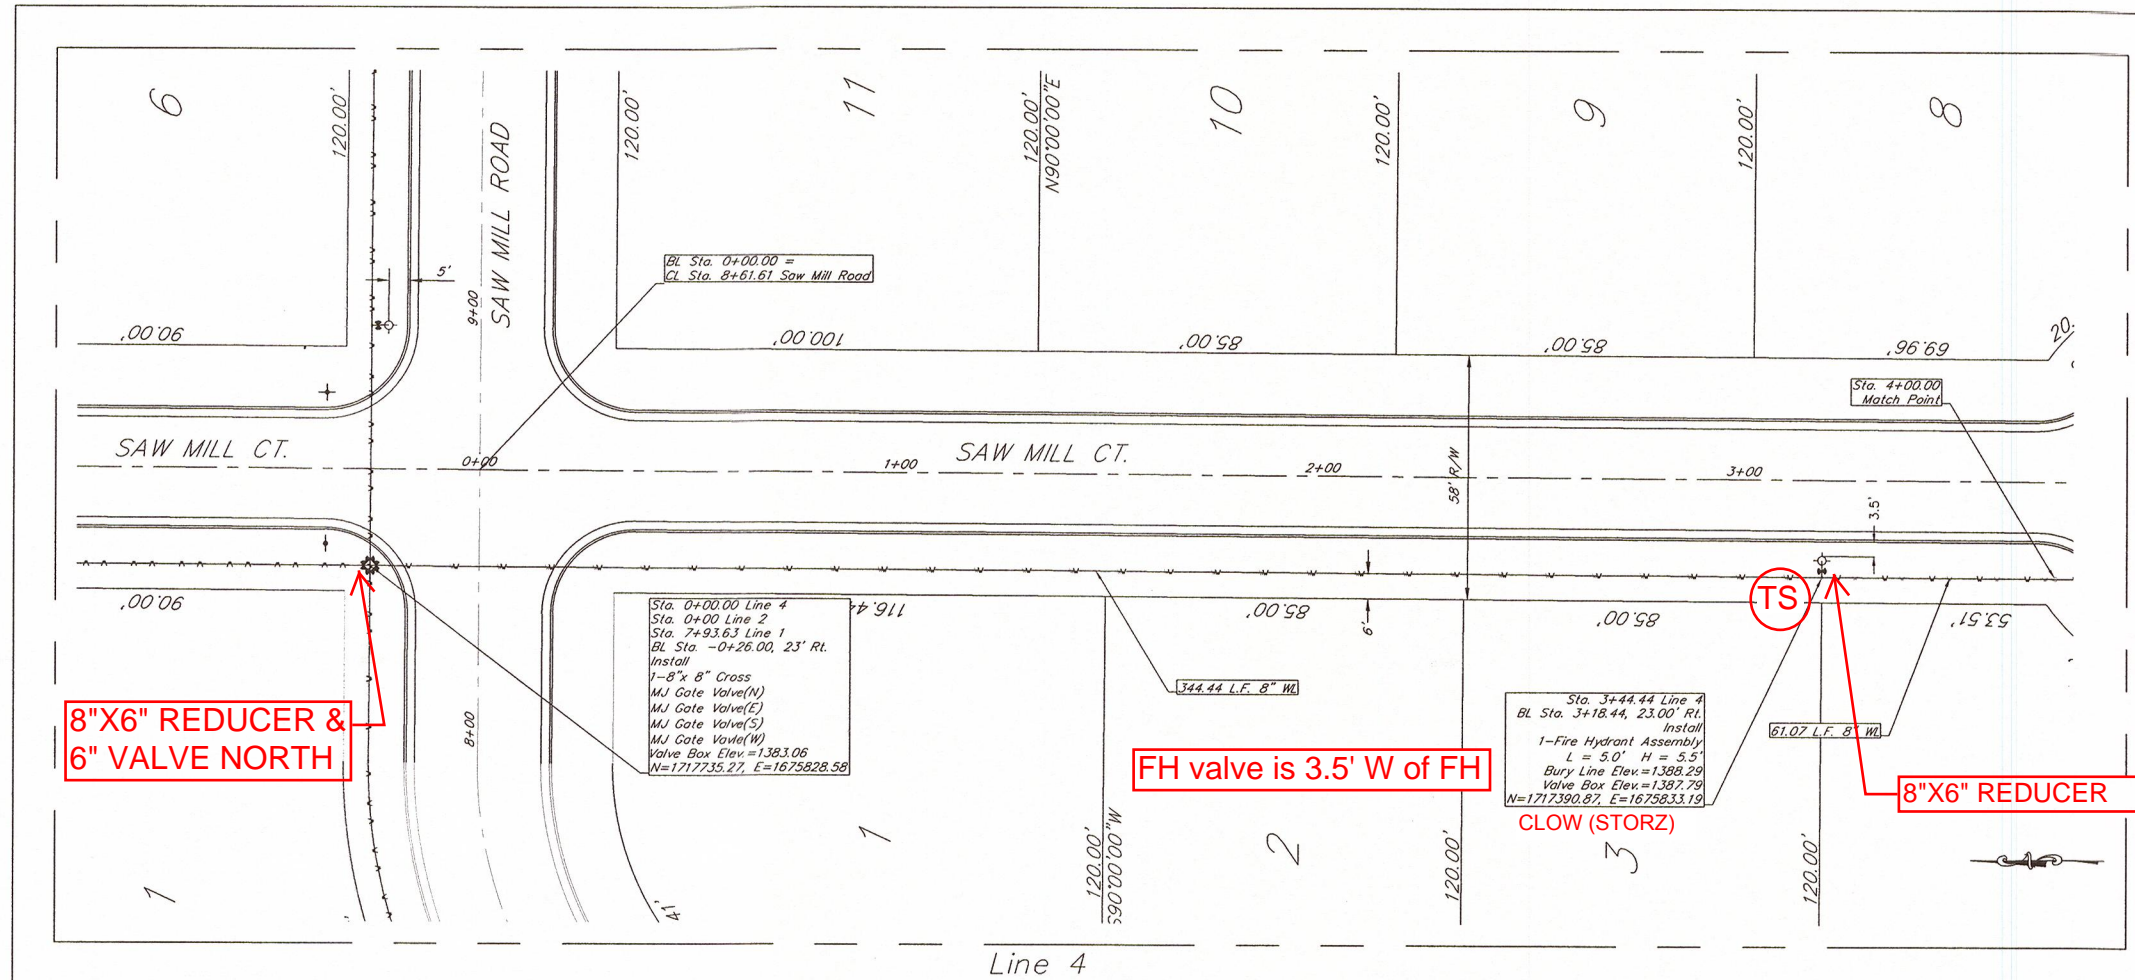 6
120.00'
SAW MILL ROAD
9+00
5'
120.00'
11
120.00'
N90°00'00"E
10
120.00'
9
120.00'
8
BL Sta. 0+00.00 =
CL Sta. 8+61.61 Saw Mill Road
90.00'
100.00'
85.00'
85.00'
69.96'
20.
Sta. 4+00.00
Match Point
SAW MILL CT.
0+00
1+00
SAW MILL CT.
2+00
58' R/W
3+00
3.5'
90.00'
116.44
85.00'
6'
85.00'
TS
53.51'
Sta. 0+00.00 Line 4
Sta. 0+00 Line 2
Sta. 7+93.63 Line 1
BL Sta. -0+26.00, 23' Rt.
Install
1-8"x 8" Cross
MJ Gate Valve(N)
MJ Gate Valve(E)
MJ Gate Valve(S)
MJ Gate Vavle(W)
Valve Box Elev.=1383.06
N=1717735.27, E=1675828.58
8"X6" REDUCER &
6" VALVE NORTH
8+00
344.44 L.F. 8" WL
FH valve is 3.5' W of FH
Sta. 3+44.44 Line 4
BL Sta. 3+18.44, 23.00' Rt.
Install
1-Fire Hydrant Assembly
L = 5.0' H = 5.5'
Bury Line Elev.=1388.29
Valve Box Elev.=1387.79
N=1717390.87, E=1675833.19
CLOW (STORZ)
61.07 L.F. 8" WL
8"X6" REDUCER
1
41'
1
120.00'
S90°00'00"W
2
120.00'
3
120.00'
Line 4